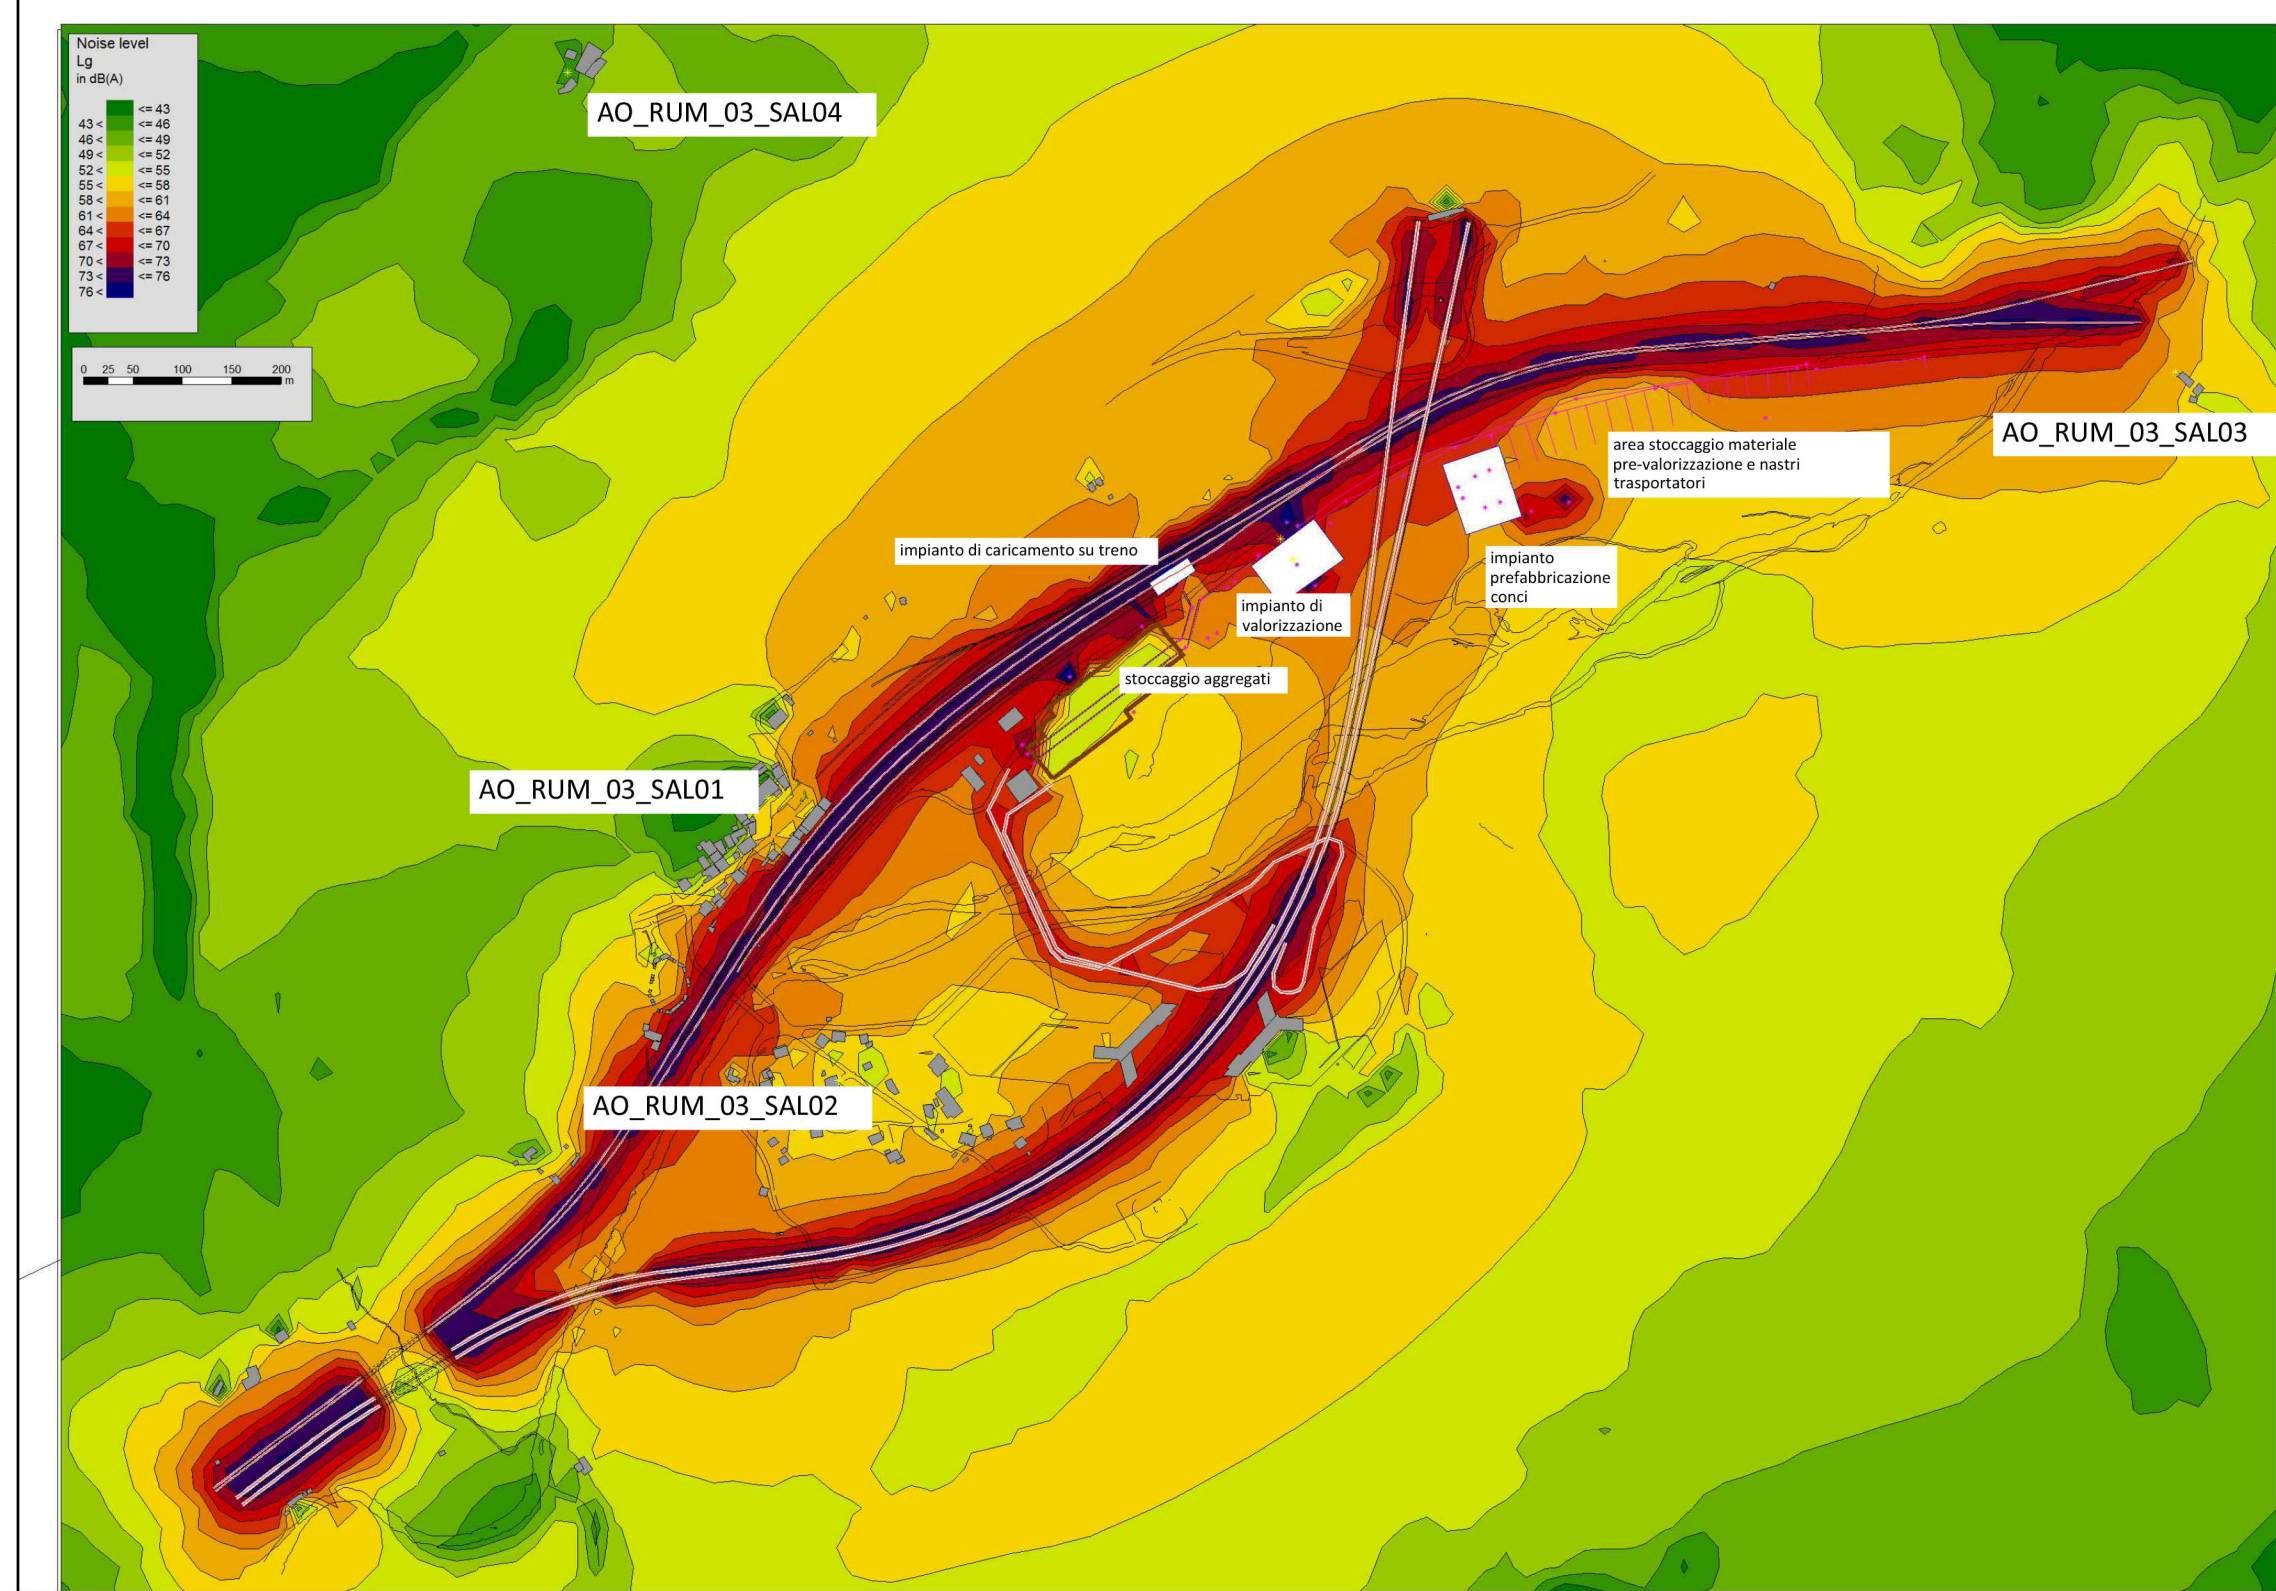 Noise level
Lg
in dB(A)
<= 43
43 < <= 46
46 < <= 49
49 < <= 52
52 < <= 55
55 < <= 58
58 < <= 61
61 < <= 64
64 < <= 67
67 < <= 70
70 < <= 73
73 < <= 76
76 <
0 25 50 100 150 200
m
AO_RUM_03_SAL04
AO_RUM_03_SAL03
area stoccaggio materiale
pre-valorizzazione e nastri
trasportatori
impianto di caricamento su treno
impianto
prefabbricazione
conci
impianto di
valorizzazione
stoccaggio aggregati
AO_RUM_03_SAL01
AO_RUM_03_SAL02